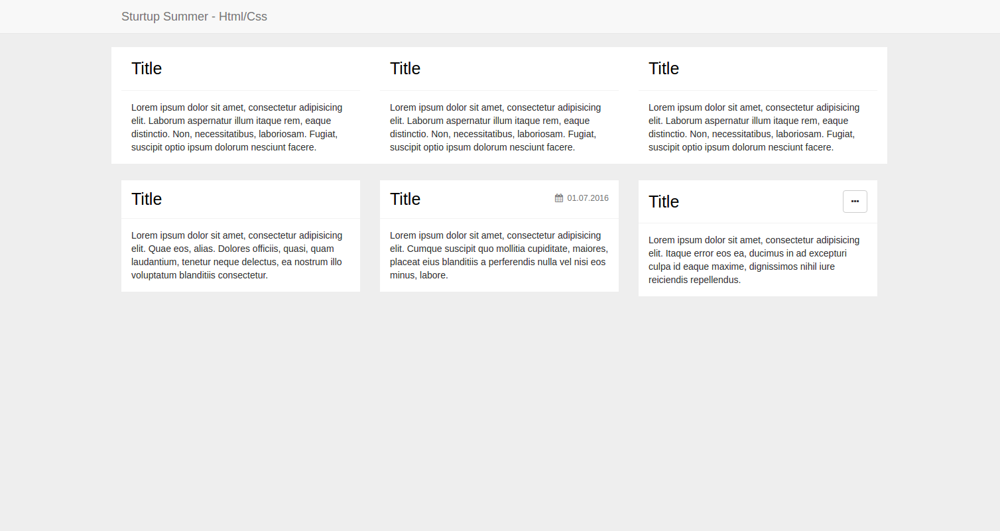 Sturtup Summer - Html/Css
Title
Lorem ipsum dolor sit amet, consectetur adipisicing
elit. Laborum aspernatur illum itaque rem, eaque
distinctio. Non, necessitatibus, laboriosam. Fugiat,
suscipit optio ipsum dolorum nesciunt facere.
Title
Lorem ipsum dolor sit amet, consectetur adipisicing
elit. Laborum aspernatur illum itaque rem, eaque
distinctio. Non, necessitatibus, laboriosam. Fugiat,
suscipit optio ipsum dolorum nesciunt facere.
Title
Lorem ipsum dolor sit amet, consectetur adipisicing
elit. Laborum aspernatur illum itaque rem, eaque
distinctio. Non, necessitatibus, laboriosam. Fugiat,
suscipit optio ipsum dolorum nesciunt facere.
Title
Lorem ipsum dolor sit amet, consectetur adipisicing
elit. Quae eos, alias. Dolores officiis, quasi, quam
laudantium, tenetur neque delectus, ea nostrum illo
voluptatum blanditiis consectetur.
Title
01.07.2016
Lorem ipsum dolor sit amet, consectetur adipisicing
elit. Cumque suscipit quo mollitia cupiditate, maiores,
placeat eius blanditiis a perferendis nulla vel nisi eos
minus, labore.
Title
Lorem ipsum dolor sit amet, consectetur adipisicing
elit. Itaque error eos ea, ducimus in ad excepturi
culpa id eaque maxime, dignissimos nihil iure
reiciendis repellendus.